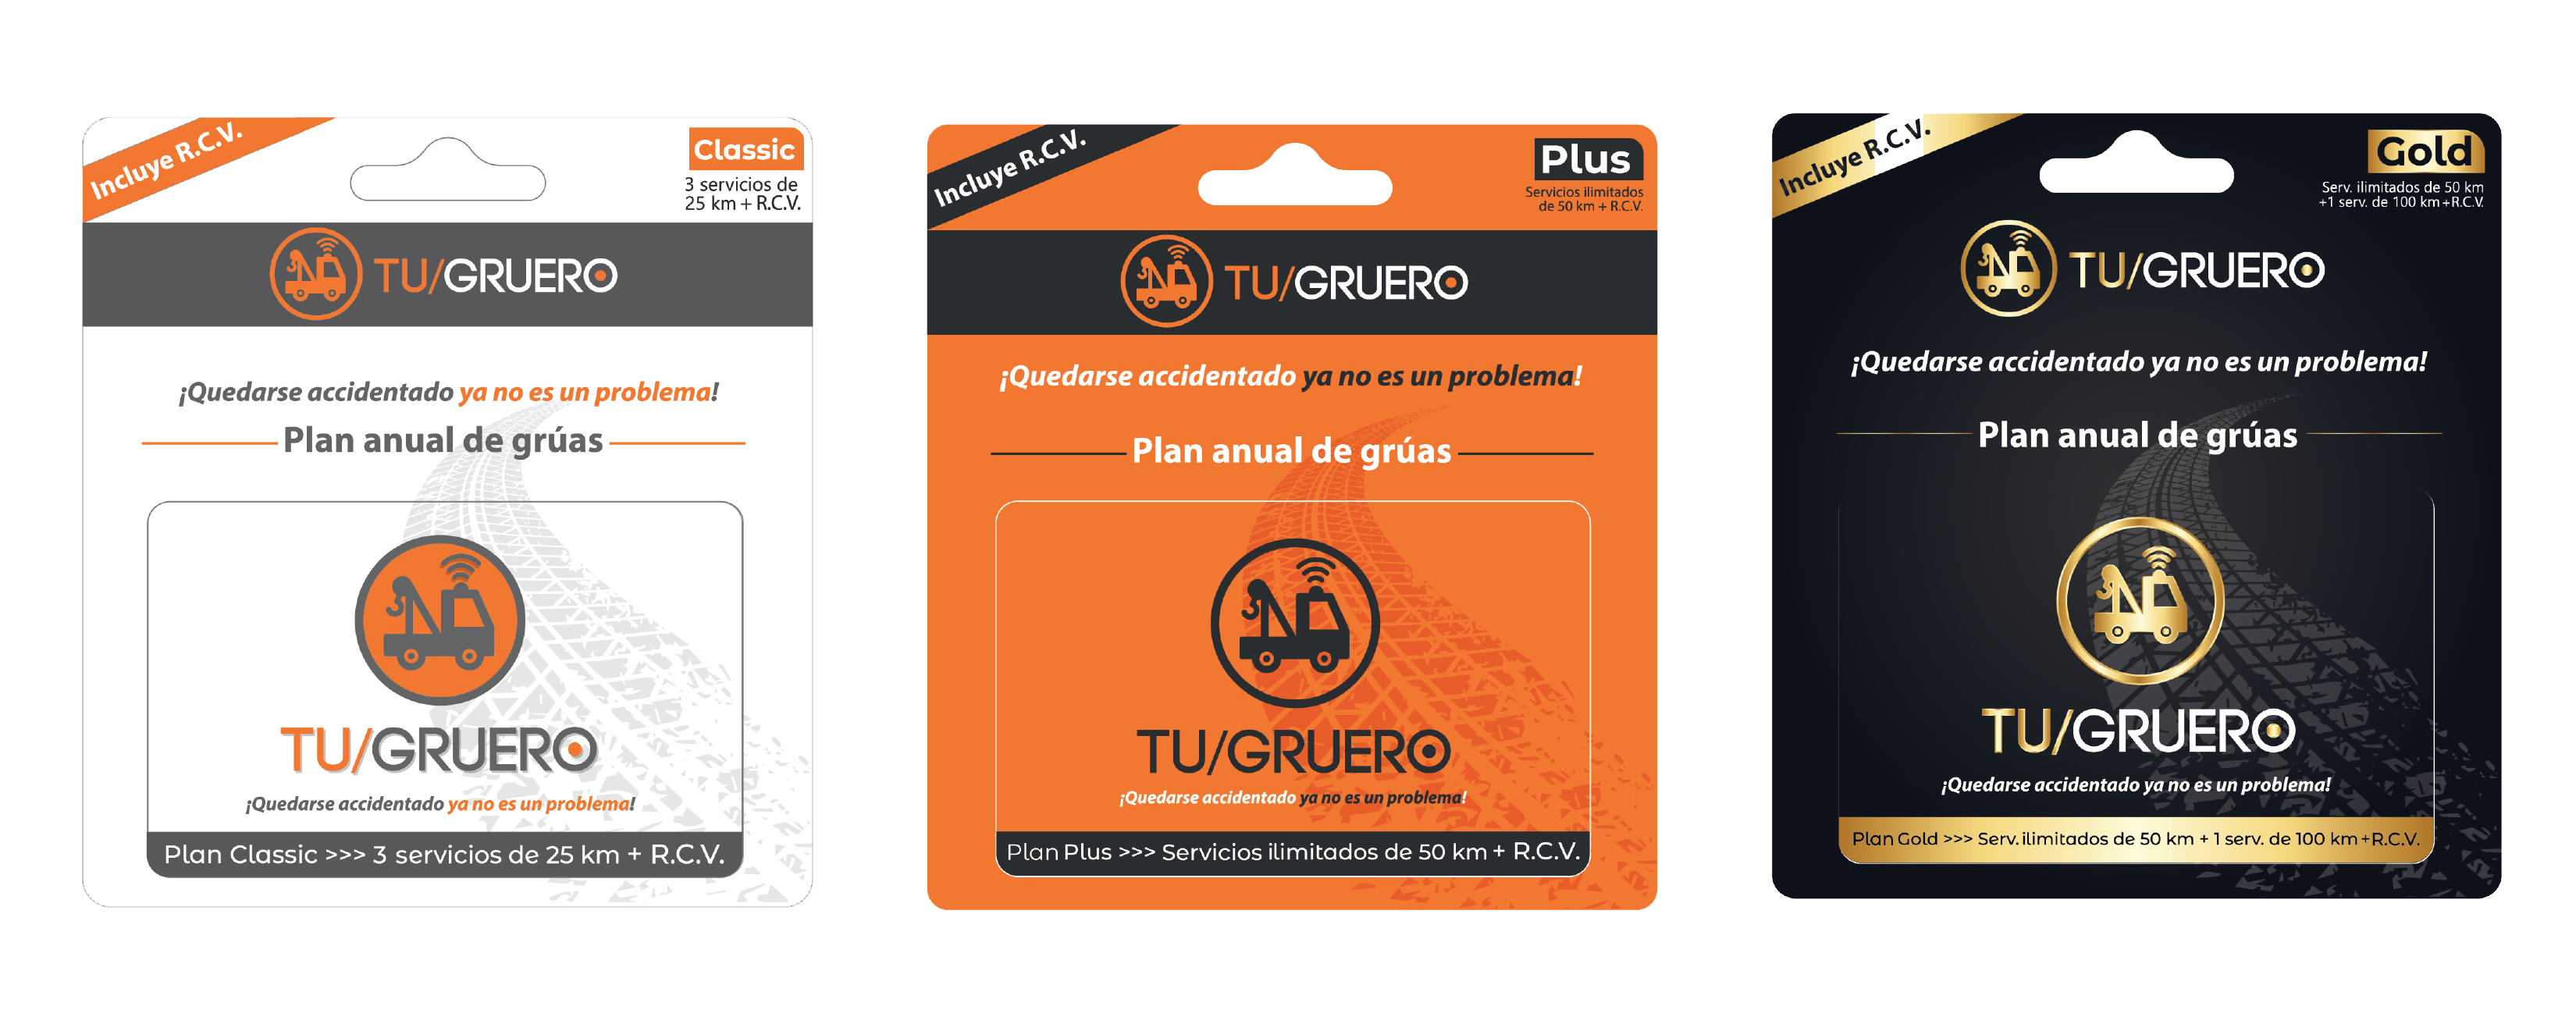 Incluye R.C.V.
Classic
3 servicios de
25 km + R.C.V.
TU/GRUERO
¡Quedarse accidentado ya no es un problema!
Plan anual de grúas
TU/GRUERO
¡Quedarse accidentado ya no es un problema!
Plan Classic >>> 3 servicios de 25 km + R.C.V.
Incluye R.C.V.
Plus
Servicios ilimitados
de 50 km + R.C.V.
TU/GRUERO
¡Quedarse accidentado ya no es un problema!
Plan anual de grúas
TU/GRUERO
¡Quedarse accidentado ya no es un problema!
Plan Plus >>> Servicios ilimitados de 50 km + R.C.V.
Incluye R.C.V.
Gold
Serv. ilimitados de 50 km
+1 serv. de 100 km+R.C.V.
TU/GRUERO
¡Quedarse accidentado ya no es un problema!
Plan anual de grúas
TU/GRUERO
¡Quedarse accidentado ya no es un problema!
Plan Gold >>> Serv. ilimitados de 50 km + 1 serv. de 100 km+R.C.V.